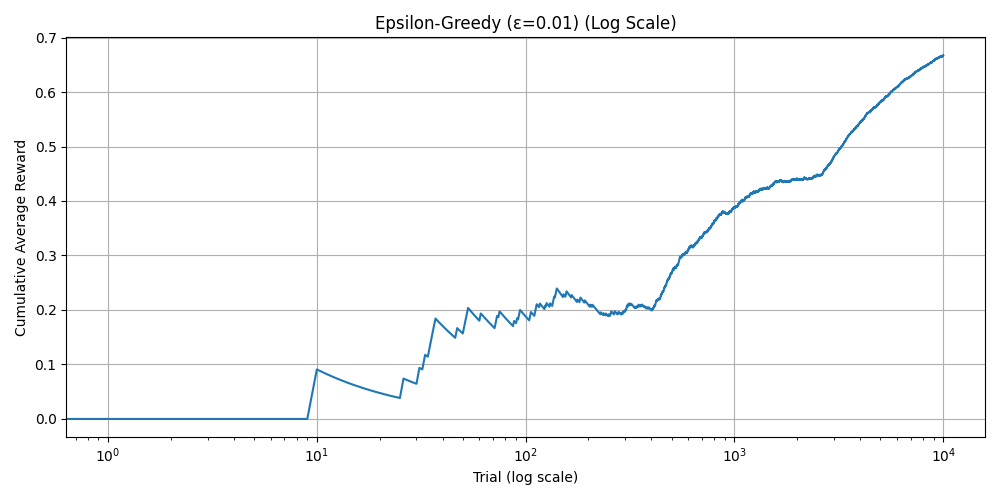 Epsilon-Greedy (ε=0.01) (Log Scale)
Cumulative Average Reward
0.7
0.6
0.5
0.4
0.3
0.2
0.1
0.0
10⁰ 10¹ 10² 10³ 10⁴
Trial (log scale)